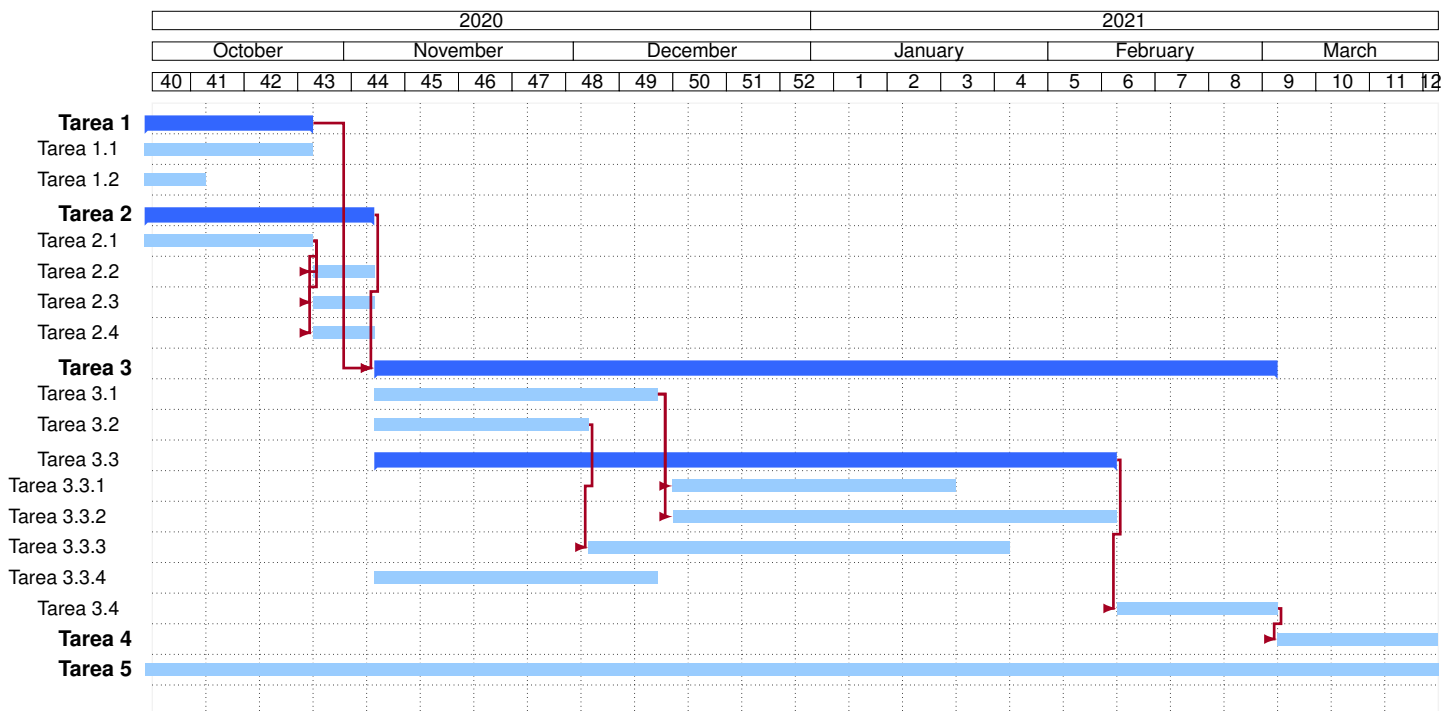 2020 2021
October November December January February March
40 41 42 43 44 45 46 47 48 49 50 51 52 1 2 3 4 5 6 7 8 9 10 11 12
Tarea 1
Tarea 1.1
Tarea 1.2
Tarea 2
Tarea 2.1
Tarea 2.2
Tarea 2.3
Tarea 2.4
Tarea 3
Tarea 3.1
Tarea 3.2
Tarea 3.3
Tarea 3.3.1
Tarea 3.3.2
Tarea 3.3.3
Tarea 3.3.4
Tarea 3.4
Tarea 4
Tarea 5